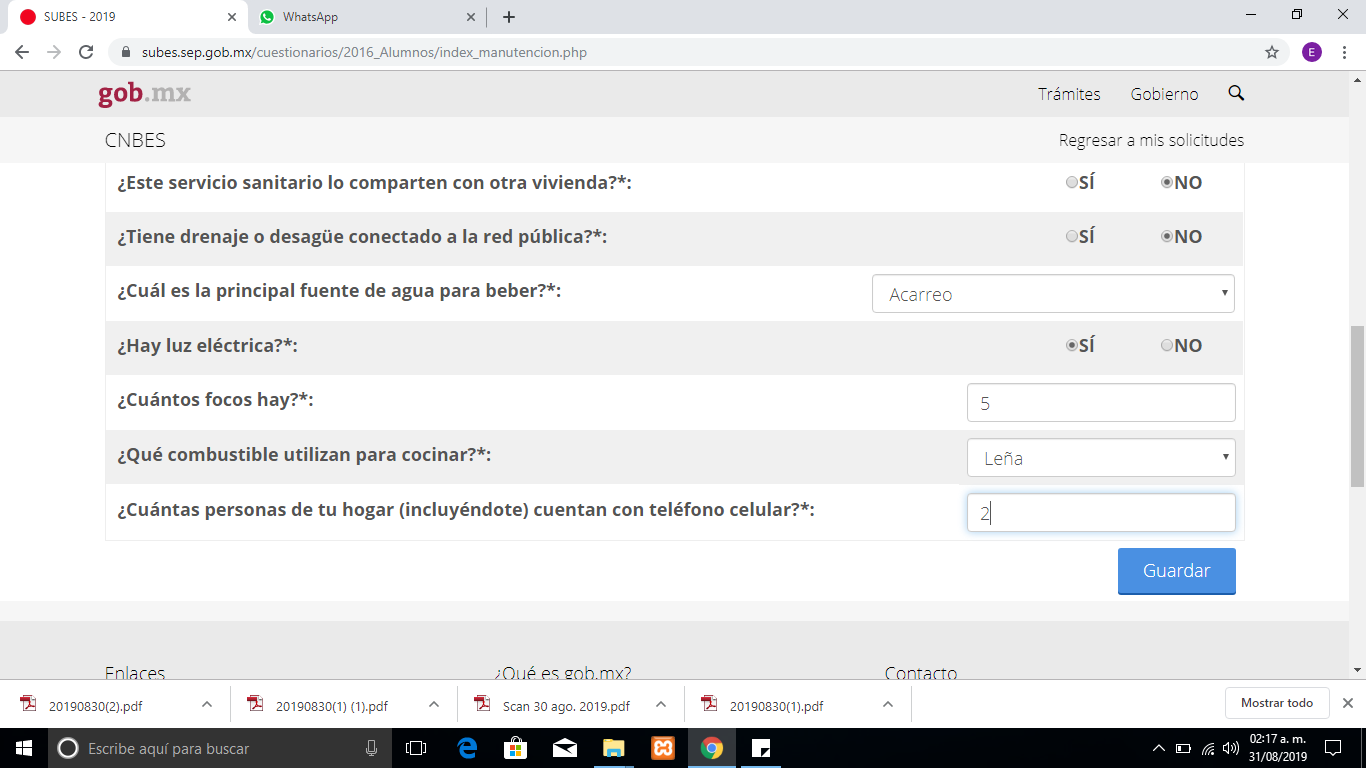 SUBES - 2019
WhatsApp
subes.sep.gob.mx/cuestionarios/2016_Alumnos/index_manutencion.php
E
gob.mx
Trámites
Gobierno
CNBES
Regresar a mis solicitudes
¿Este servicio sanitario lo comparten con otra vivienda?*:
SÍ
NO
¿Tiene drenaje o desagüe conectado a la red pública?*:
SÍ
NO
¿Cuál es la principal fuente de agua para beber?*:
Acarreo
¿Hay luz eléctrica?*:
SÍ
NO
¿Cuántos focos hay?*:
5
¿Qué combustible utilizan para cocinar?*:
Leña
¿Cuántas personas de tu hogar (incluyéndote) cuentan con teléfono celular?*:
2
Guardar
Enlaces
¿Qué es gob.mx?
Contacto
20190830(2).pdf
20190830(1) (1).pdf
Scan 30 ago. 2019.pdf
20190830(1).pdf
Mostrar todo
Escribe aquí para buscar
02:17 a. m.
31/08/2019